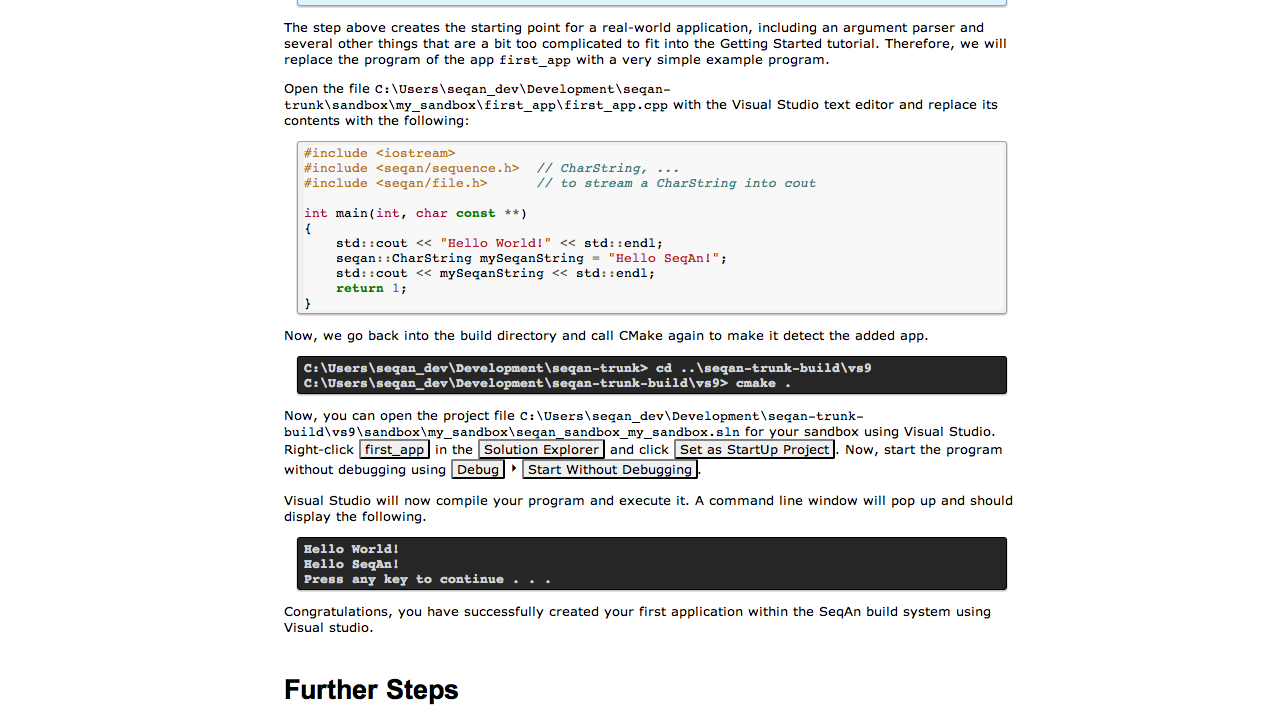 The step above creates the starting point for a real-world application, including an argument parser and
several other things that are a bit too complicated to fit into the Getting Started tutorial. Therefore, we will
replace the program of the app first_app with a very simple example program.
Open the file C:\Users\seqan_dev\Development\seqan-
trunk\sandbox\my_sandbox\first_app\first_app.cpp with the Visual Studio text editor and replace its
contents with the following:
#include <iostream>
#include <seqan/sequence.h>  // CharString, ...
#include <seqan/file.h>      // to stream a CharString into cout
int main(int, char const **)
{
    std::cout << "Hello World!" << std::endl;
    seqan::CharString mySeqanString = "Hello SeqAn!";
    std::cout << mySeqanString << std::endl;
    return 1;
}
Now, we go back into the build directory and call CMake again to make it detect the added app.
C:\Users\seqan_dev\Development\seqan-trunk> cd ..\seqan-trunk-build\vs9
C:\Users\seqan_dev\Development\seqan-trunk-build\vs9> cmake .
Now, you can open the project file C:\Users\seqan_dev\Development\seqan-trunk-
build\vs9\sandbox\my_sandbox\seqan_sandbox_my_sandbox.sln for your sandbox using Visual Studio.
Right-click first_app in the Solution Explorer and click Set as StartUp Project. Now, start the program
without debugging using Debug ‣ Start Without Debugging.
Visual Studio will now compile your program and execute it. A command line window will pop up and should
display the following.
Hello World!
Hello SeqAn!
Press any key to continue . . .
Congratulations, you have successfully created your first application within the SeqAn build system using
Visual studio.
Further Steps